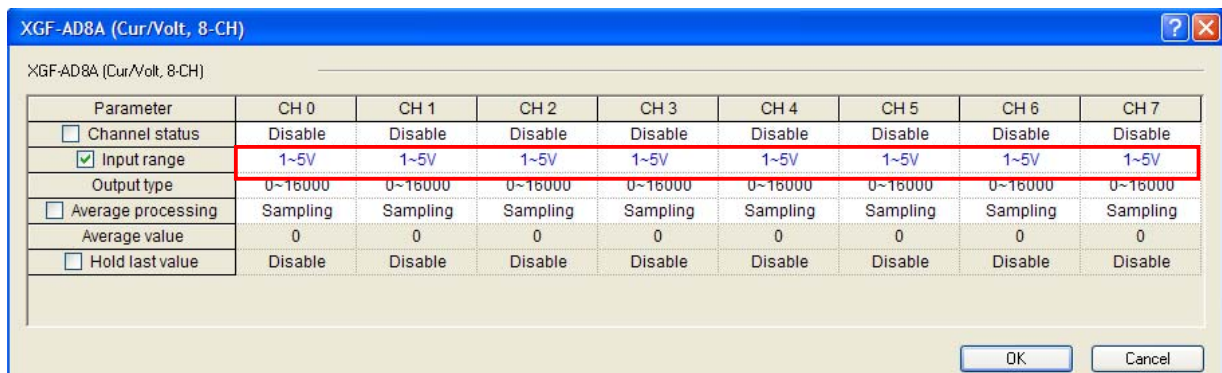 XGF-AD8A (Cur/Volt, 8-CH)
XGF-AD8A (Cur/Volt, 8-CH)
Parameter CH 0 CH 1 CH 2 CH 3 CH 4 CH 5 CH 6 CH 7
Channel status Disable Disable Disable Disable Disable Disable Disable Disable
Input range 1~5V 1~5V 1~5V 1~5V 1~5V 1~5V 1~5V 1~5V
Output type 0~16000 0~16000 0~16000 0~16000 0~16000 0~16000 0~16000 0~16000
Average processing Sampling Sampling Sampling Sampling Sampling Sampling Sampling Sampling
Average value 0 0 0 0 0 0 0 0
Hold last value Disable Disable Disable Disable Disable Disable Disable Disable
OK Cancel